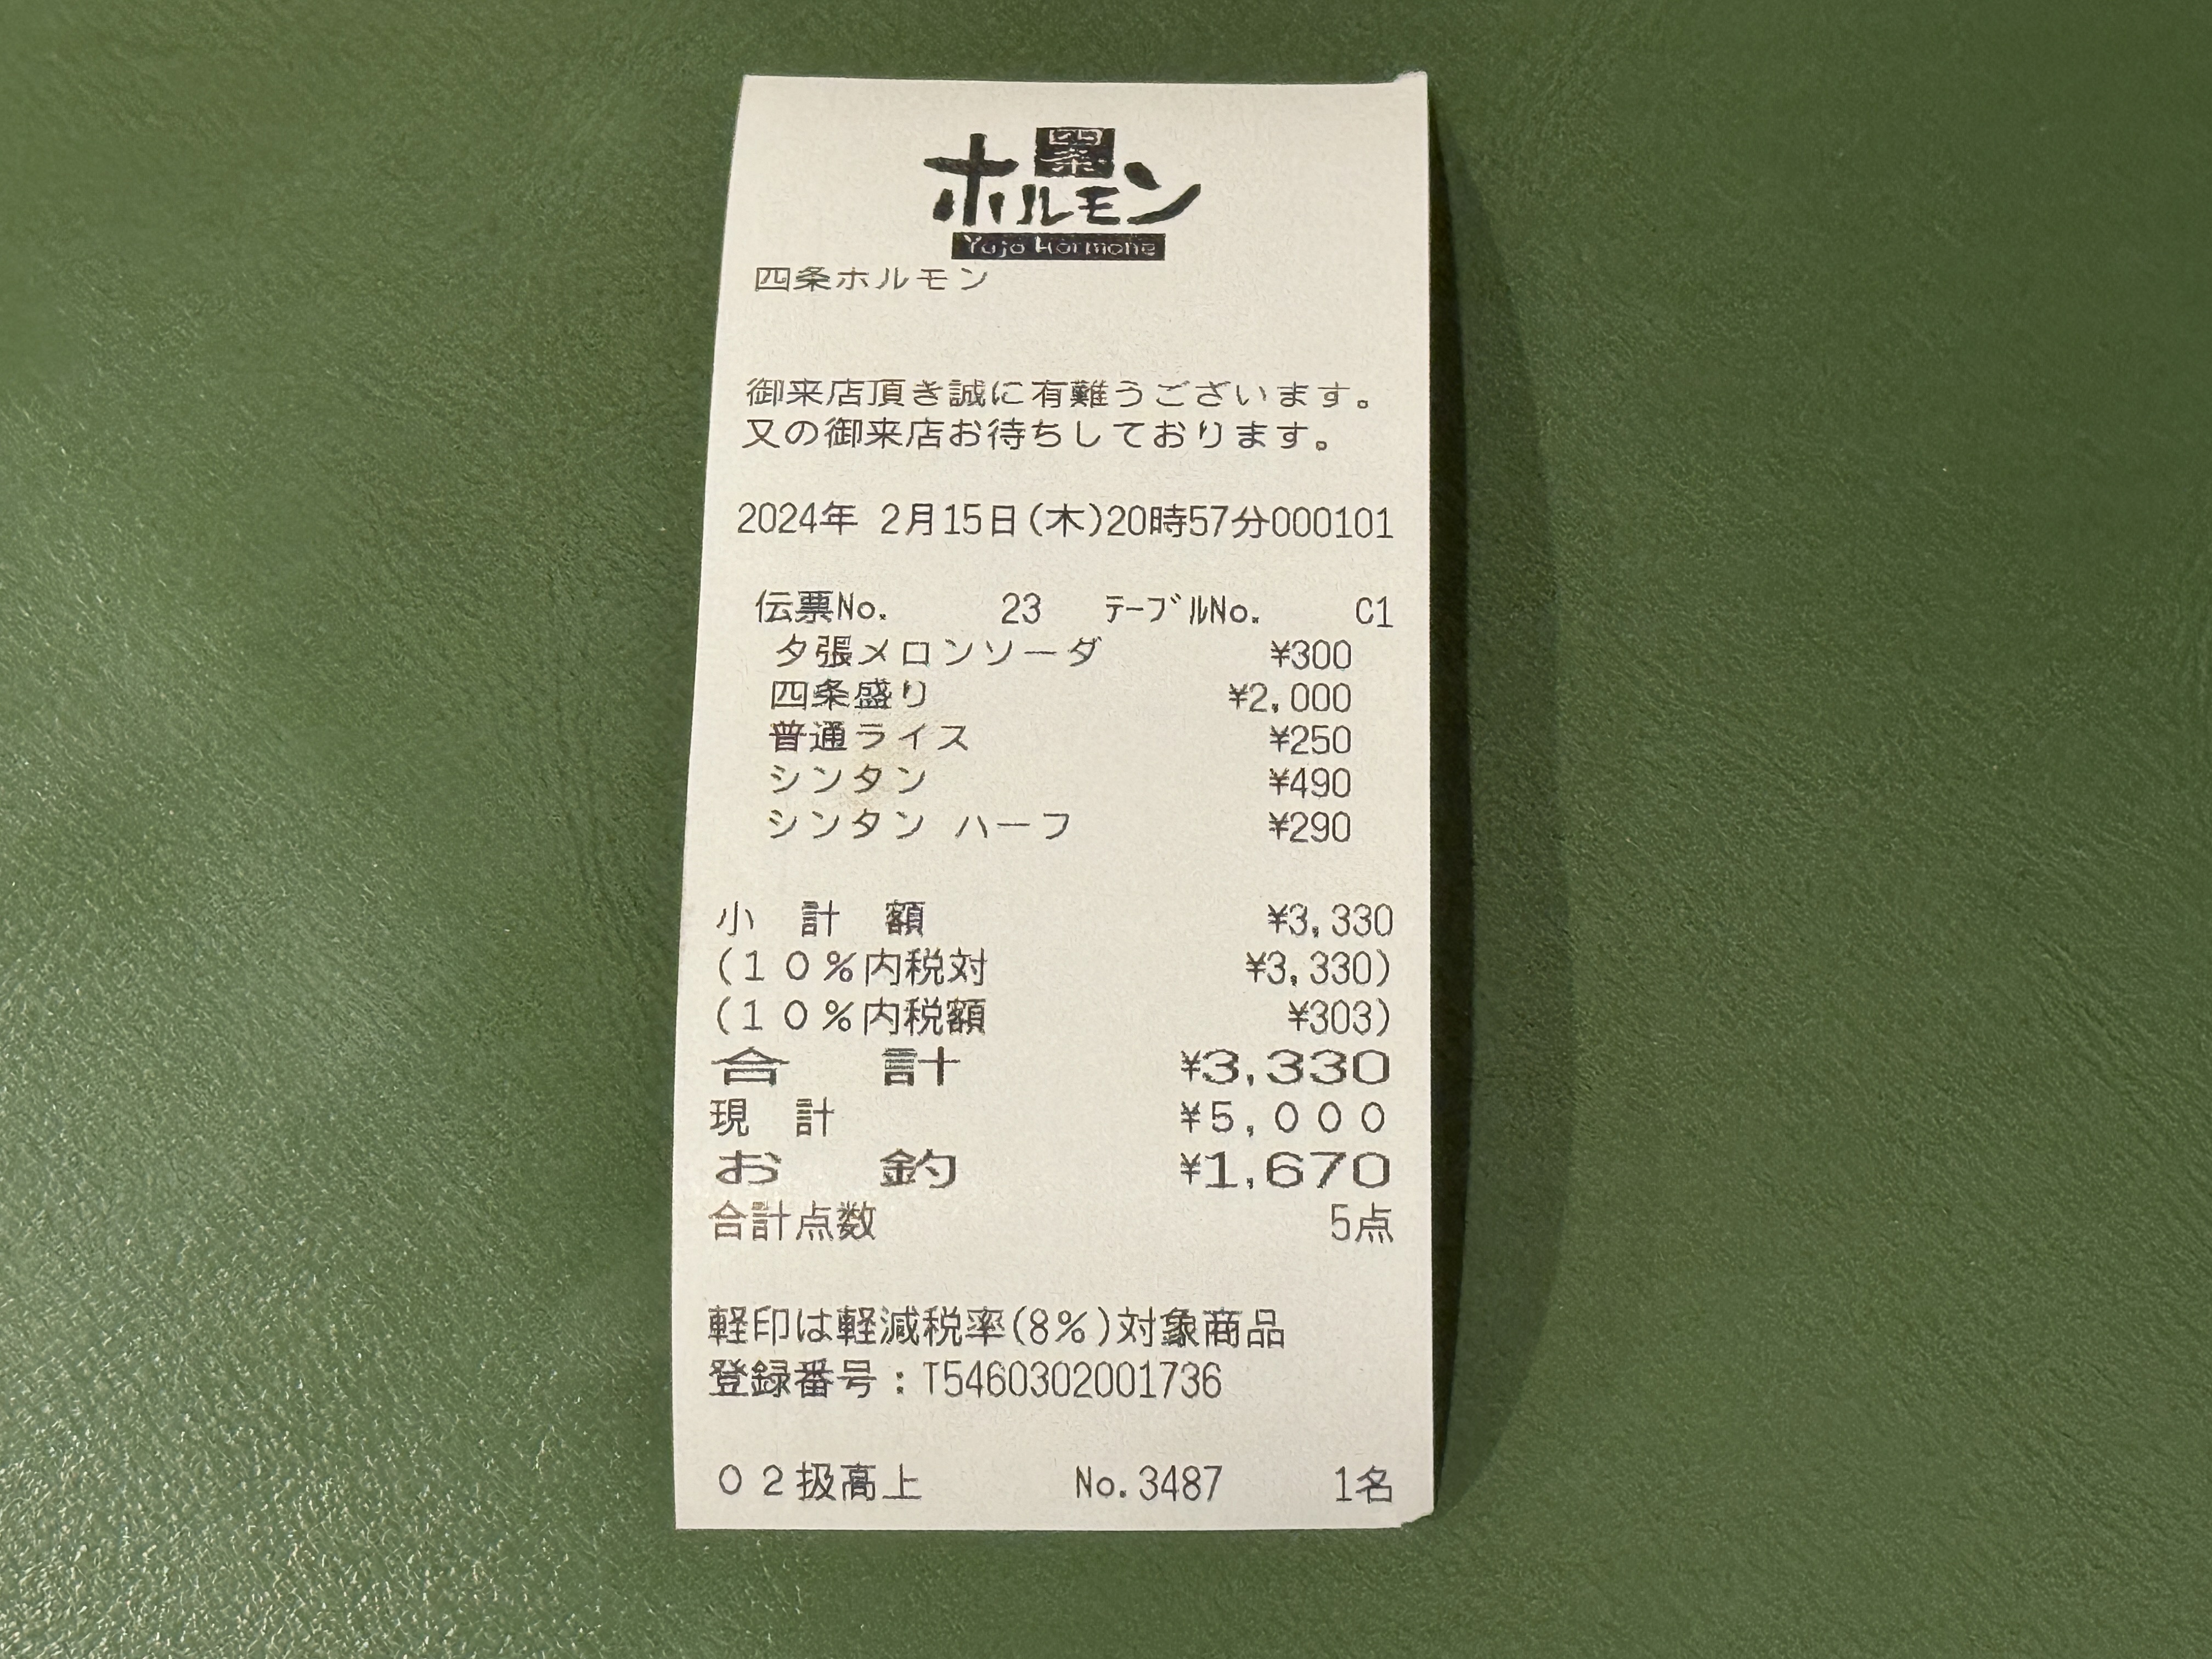 四条
ホルモン
Yojo Hormone
四条ホルモン
御来店頂き誠に有難うございます。
又の御来店お待ちしております。
2024年 2月15日(木)20時57分000101
伝票No. 23 ﾃｰﾌﾞﾙNo. C1
夕張メロンソーダ ¥300
四条盛り ¥2,000
普通ライス ¥250
シンタン ¥490
シンタン ハーフ ¥290
小 計 額 ¥3,330
(１０％内税対 ¥3,330)
(１０％内税額 ¥303)
合 計 ¥3,330
現 計 ¥5,000
お 釣 ¥1,670
合計点数 5点
軽印は軽減税率(8%)対象商品
登録番号：T5460302001736
０２扱高上 No.3487 1名